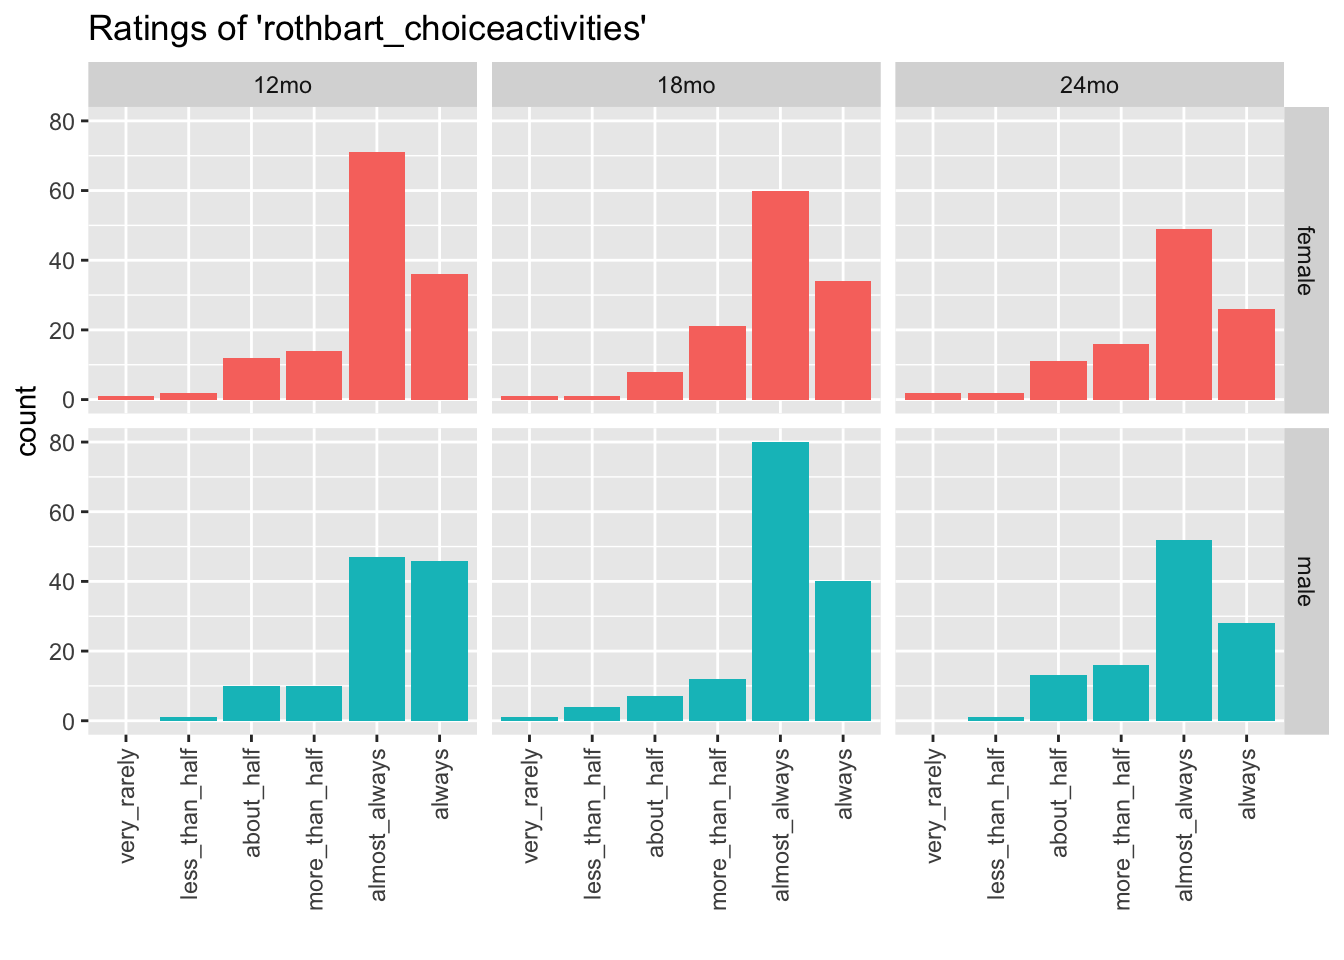 Ratings of 'rothbart_choiceactivities'
12mo 18mo 24mo
80
60
40
20
0
female
count
80
60
40
20
0
male
very_rarely less_than_half about_half more_than_half almost_always always very_rarely less_than_half about_half more_than_half almost_always always very_rarely less_than_half about_half more_than_half almost_always always